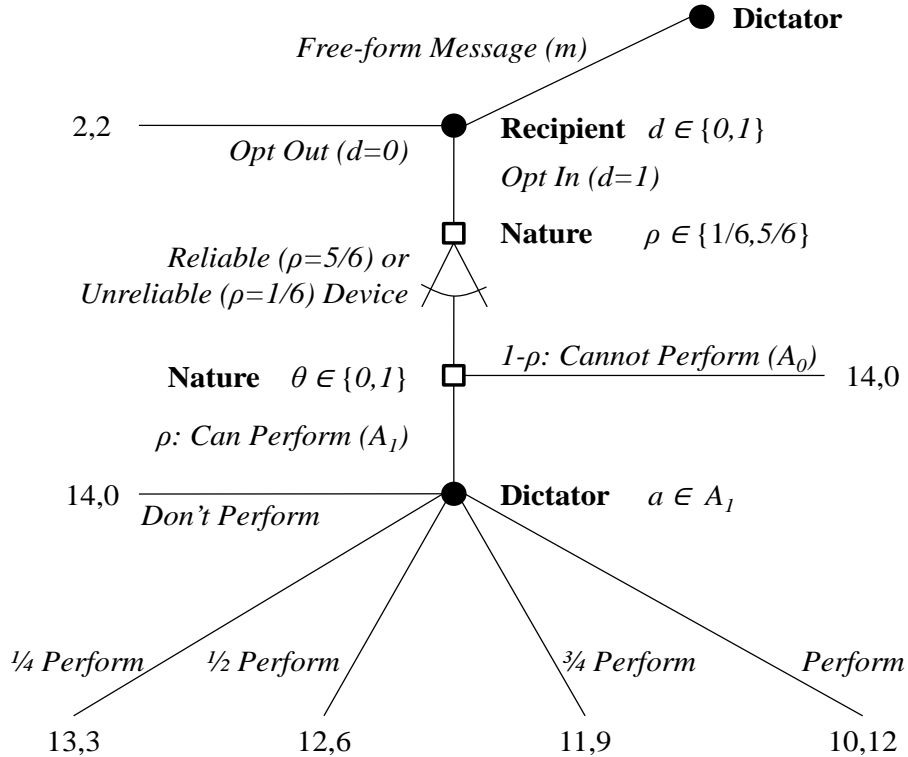 Dictator
Free-form Message (m)
2,2
Recipient d ∈ {0,1}
Opt Out (d=0)
Opt In (d=1)
Nature ρ ∈ {1/6,5/6}
Reliable (ρ=5/6) or
Unreliable (ρ=1/6) Device
1-ρ: Cannot Perform (A₀)
Nature θ ∈ {0,1}
14,0
ρ: Can Perform (A₁)
14,0
Dictator a ∈ A₁
Don't Perform
¼ Perform
½ Perform
¾ Perform
Perform
13,3
12,6
11,9
10,12